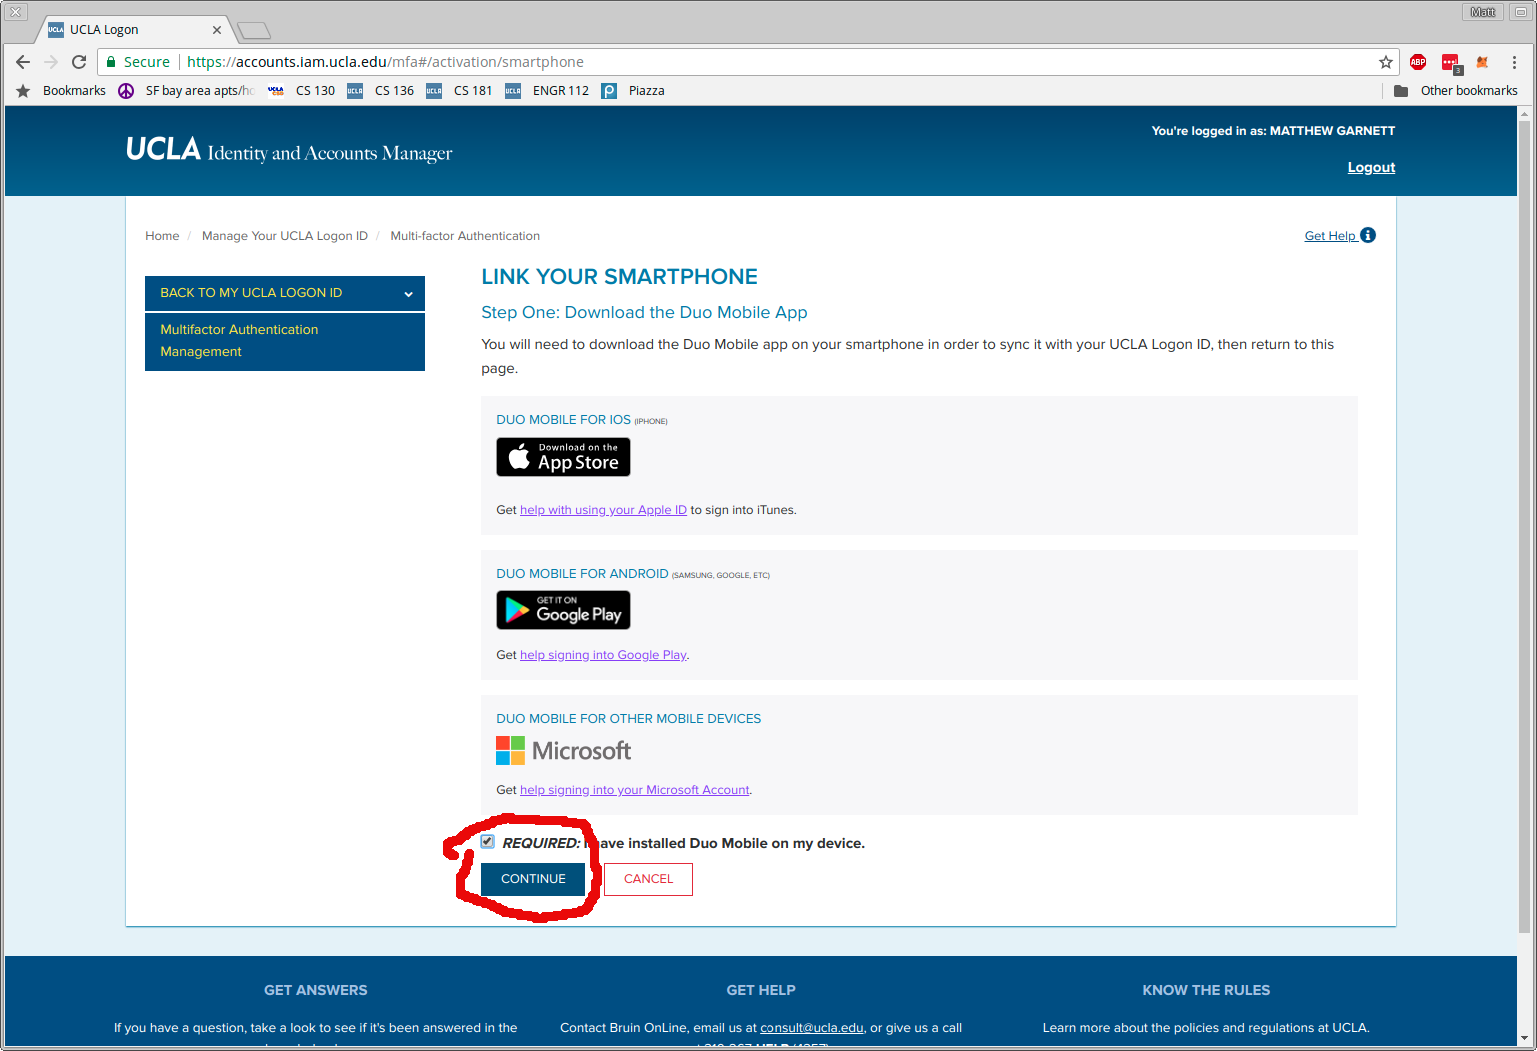 Matt
UCLA UCLA Logon
Secure https://accounts.iam.ucla.edu/mfa#/activation/smartphone
ABP 3
Bookmarks SF bay area apts/ho CS 130 UCLA CS 136 UCLA CS 181 UCLA ENGR 112 Piazza Other bookmarks
You're logged in as: MATTHEW GARNETT
UCLA Identity and Accounts Manager
Logout
Home / Manage Your UCLA Logon ID / Multi-factor Authentication
Get Help
BACK TO MY UCLA LOGON ID
Multifactor Authentication
Management
LINK YOUR SMARTPHONE
Step One: Download the Duo Mobile App
You will need to download the Duo Mobile app on your smartphone in order to sync it with your UCLA Logon ID, then return to this
page.
DUO MOBILE FOR IOS (IPHONE)
Download on the
App Store
Get help with using your Apple ID to sign into iTunes.
DUO MOBILE FOR ANDROID (SAMSUNG, GOOGLE, ETC)
GET IT ON
Google Play
Get help signing into Google Play.
DUO MOBILE FOR OTHER MOBILE DEVICES
Microsoft
Get help signing into your Microsoft Account.
REQUIRED: I have installed Duo Mobile on my device.
CONTINUE CANCEL
GET ANSWERS
If you have a question, take a look to see if it's been answered in the
GET HELP
Contact Bruin OnLine, email us at consult@ucla.edu, or give us a call
KNOW THE RULES
Learn more about the policies and regulations at UCLA.